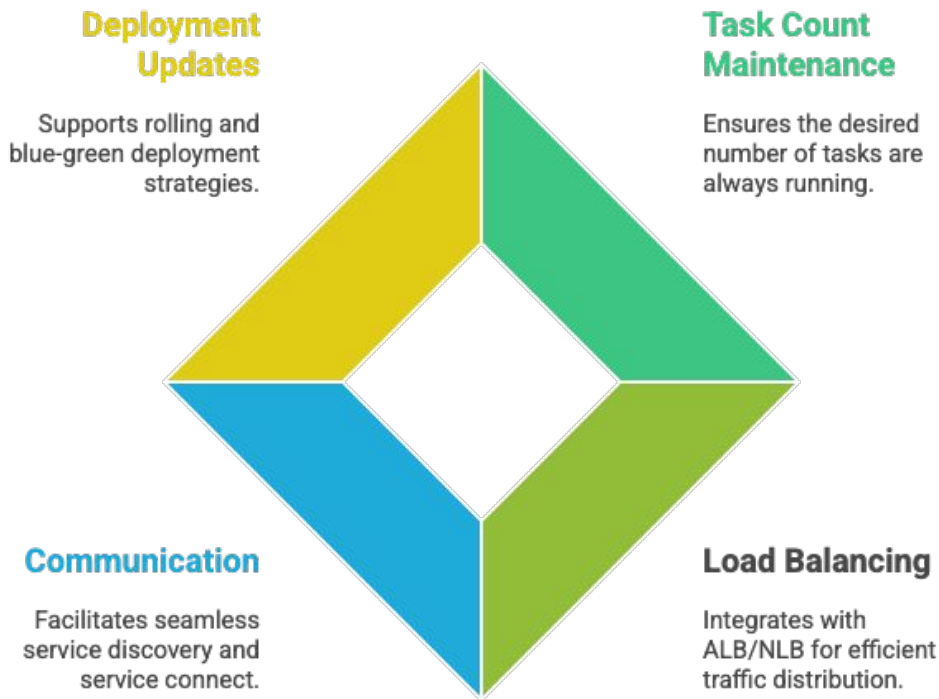 Deployment
Updates
Supports rolling and
blue-green deployment
strategies.
Task Count
Maintenance
Ensures the desired
number of tasks are
always running.
Communication
Facilitates seamless
service discovery and
service connect.
Load Balancing
Integrates with
ALB/NLB for efficient
traffic distribution.